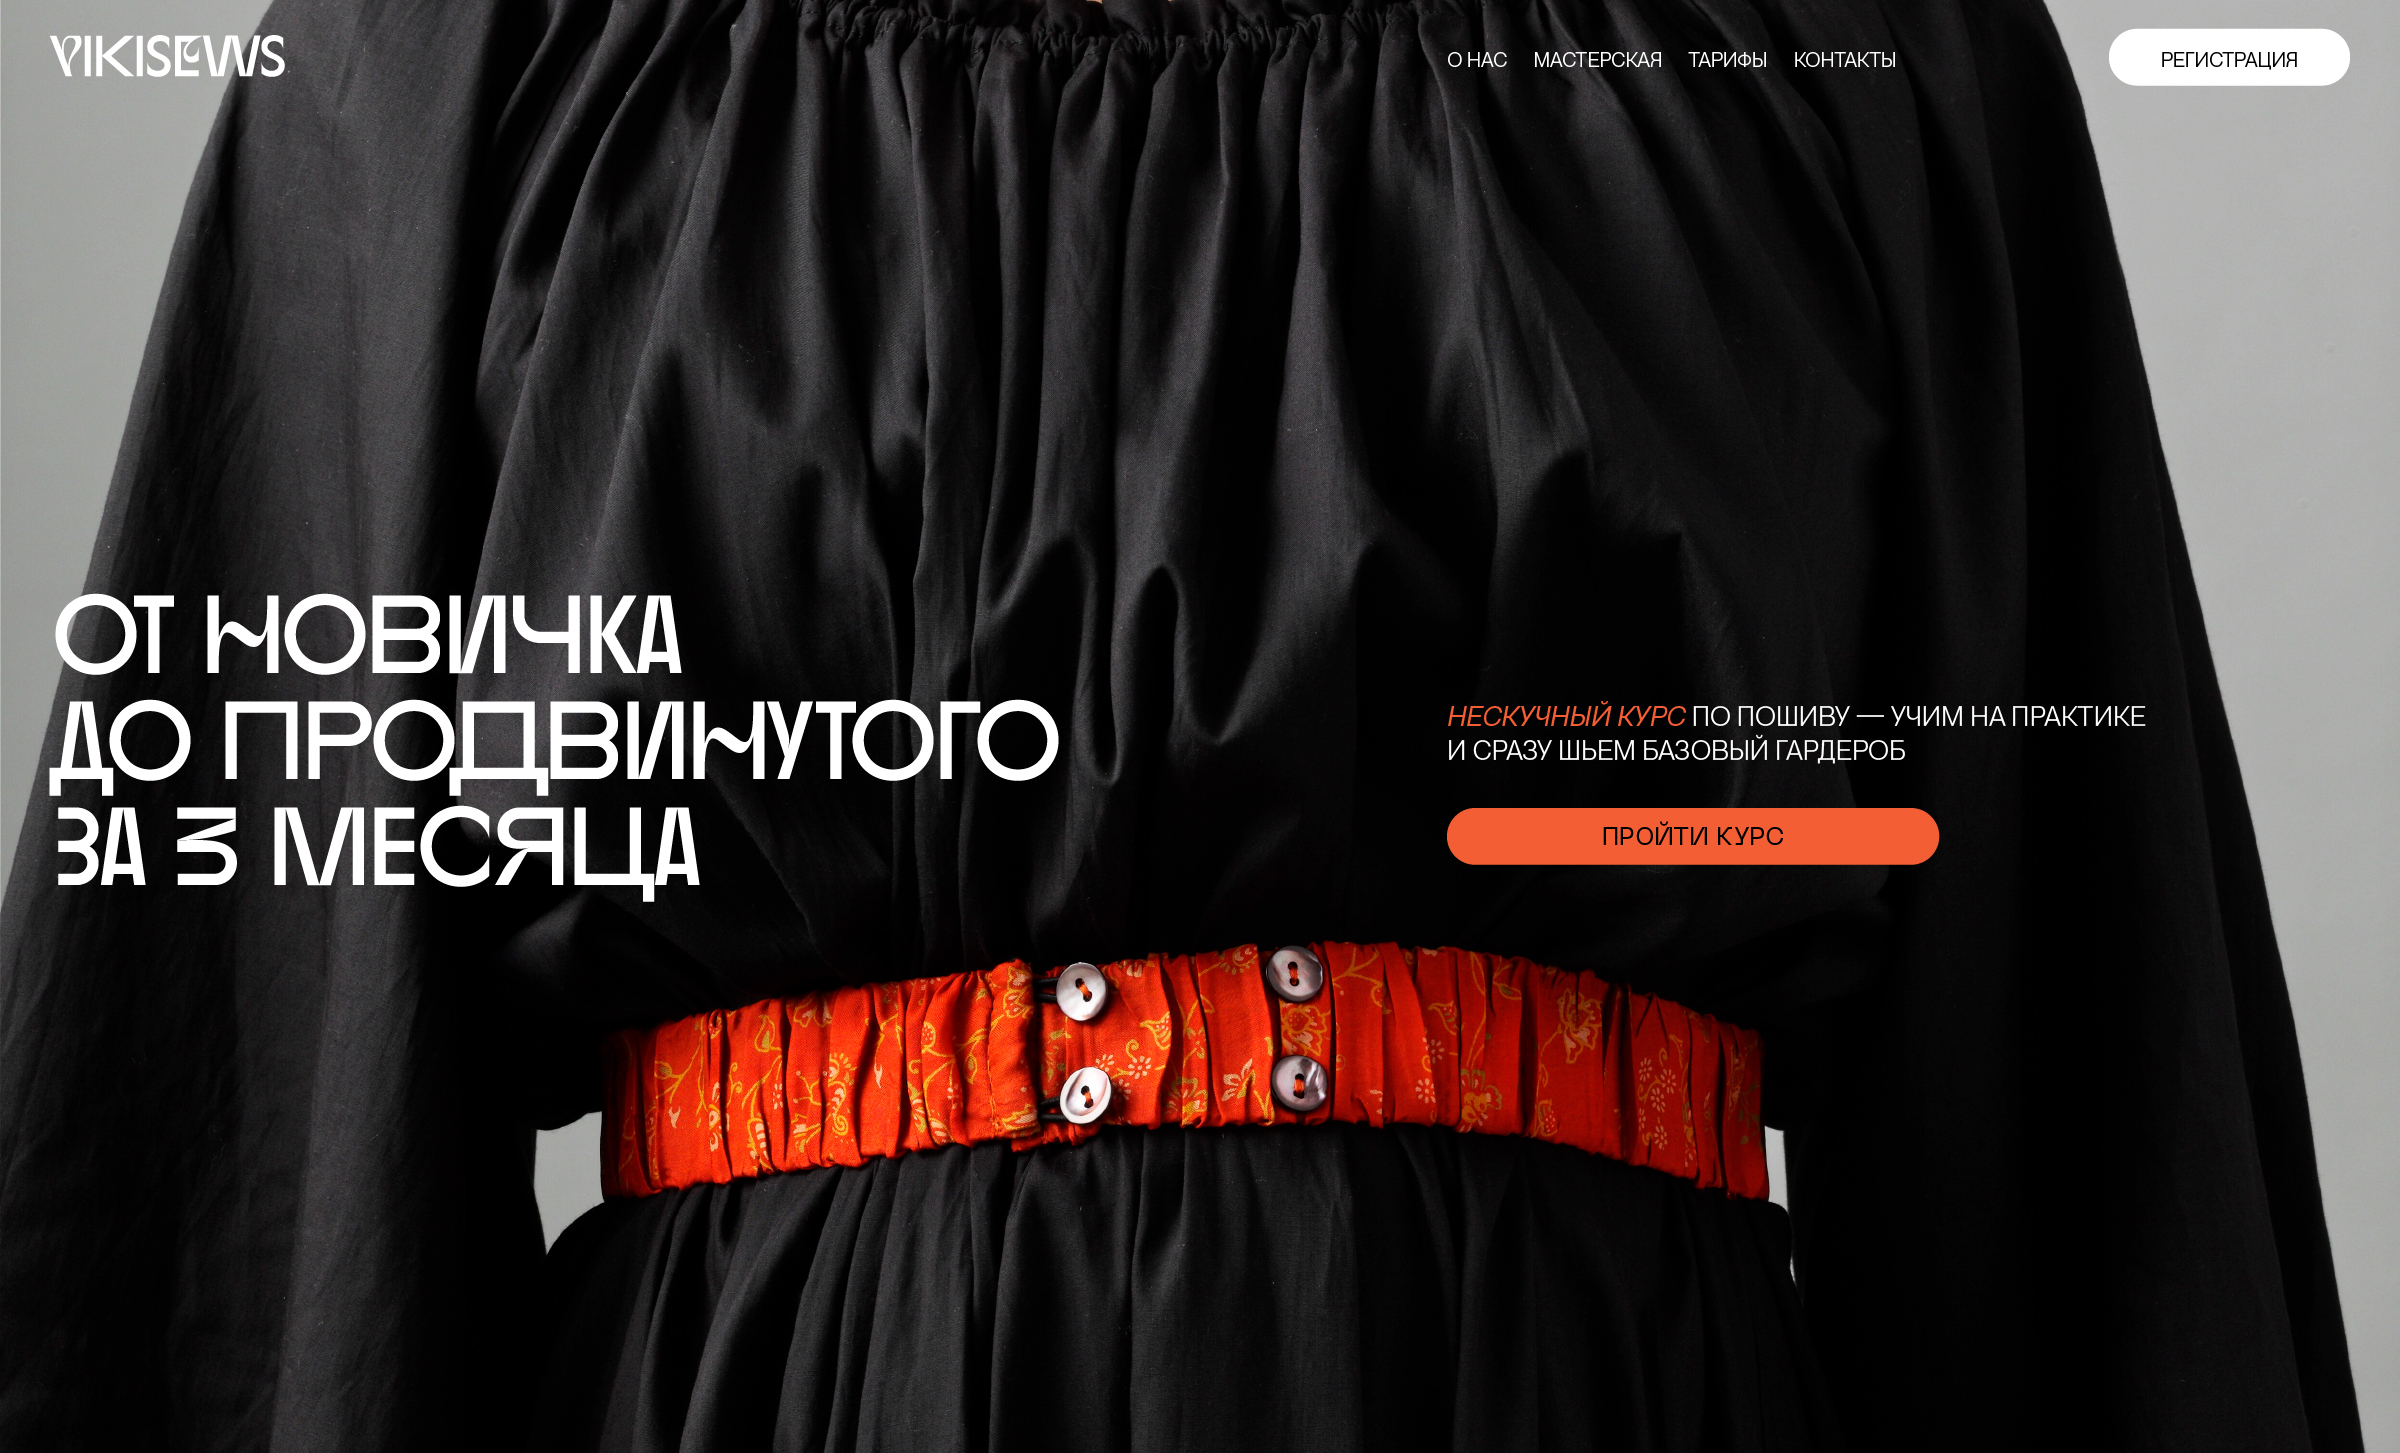 VIKISEWS
О НАС МАСТЕРСКАЯ ТАРИФЫ КОНТАКТЫ
РЕГИСТРАЦИЯ
ОТ НОВИЧКА
ДО ПРОДВИНУТОГО
ЗА 3 МЕСЯЦА
НЕСКУЧНЫЙ КУРС ПО ПОШИВУ — УЧИМ НА ПРАКТИКЕ
И СРАЗУ ШЬЕМ БАЗОВЫЙ ГАРДЕРОБ
ПРОЙТИ КУРС